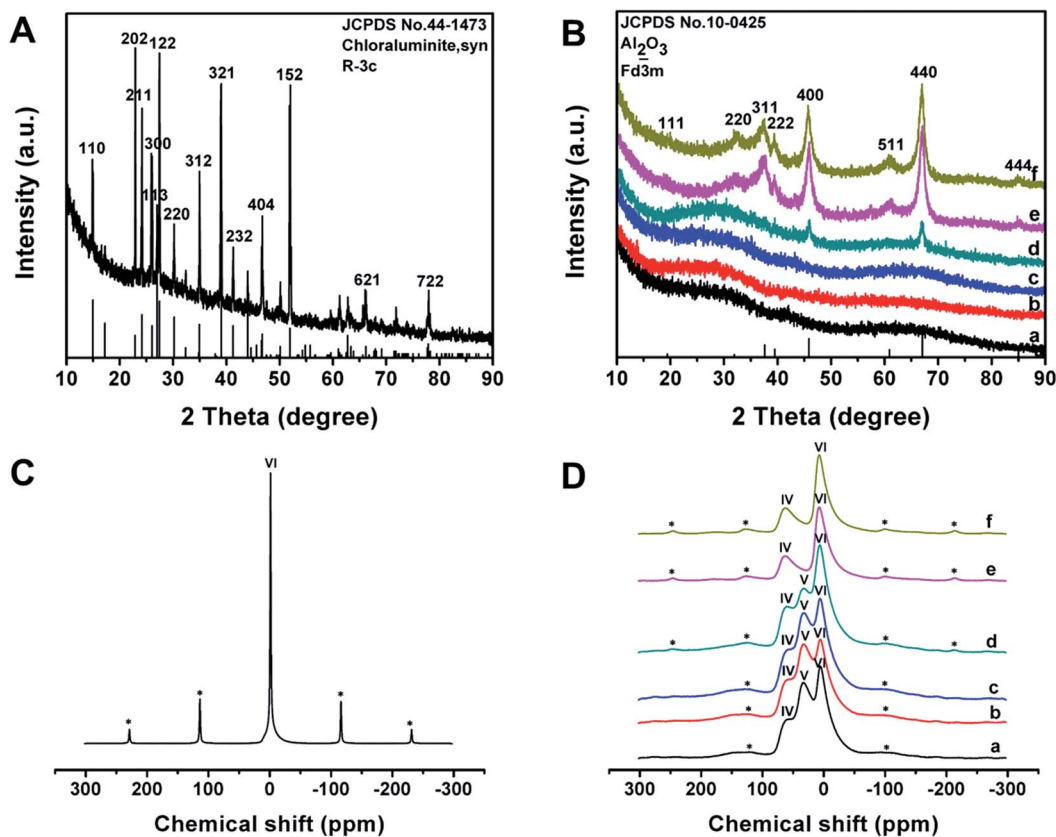 A
JCPDS No.44-1473
Chloraluminite,syn
R-3c
202
122
211
321
152
110
300
312
113
220
404
232
621
722
Intensity (a.u.)
10 20 30 40 50 60 70 80 90
2 Theta (degree)
B
JCPDS No.10-0425
Al2O3
Fd3̅m
440
400
311
111 220 222
511
444
f
e
d
c
b
a
Intensity (a.u.)
10 20 30 40 50 60 70 80 90
2 Theta (degree)
C
VI
* * * *
300 200 100 0 -100 -200 -300
Chemical shift (ppm)
D
VI
IV
* * * * f
VI
IV
* * * * e
VI
IV V
* * * * d
VI
IV V
* * c
VI
IV V
* * b
VI
IV V
* * a
300 200 100 0 -100 -200 -300
Chemical shift (ppm)